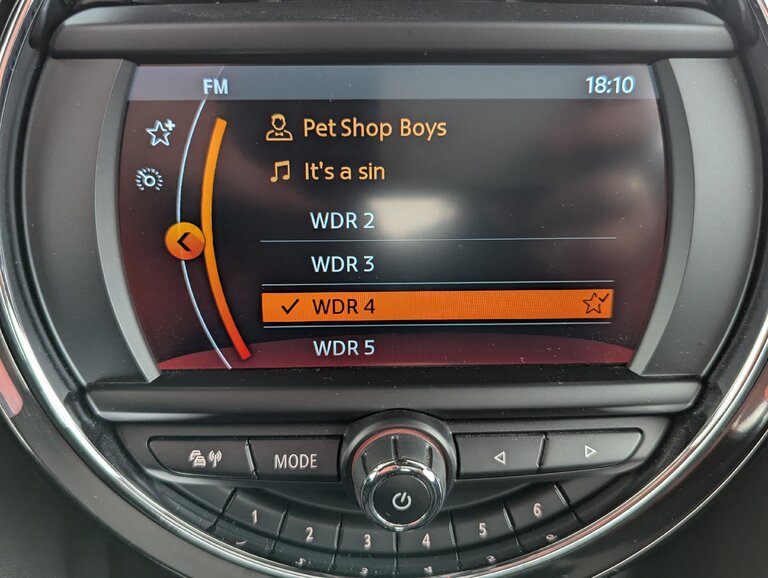 FM 18:10
Pet Shop Boys
It's a sin
WDR 2
WDR 3
WDR 4
WDR 5
MODE
1 2 3 4 5 6